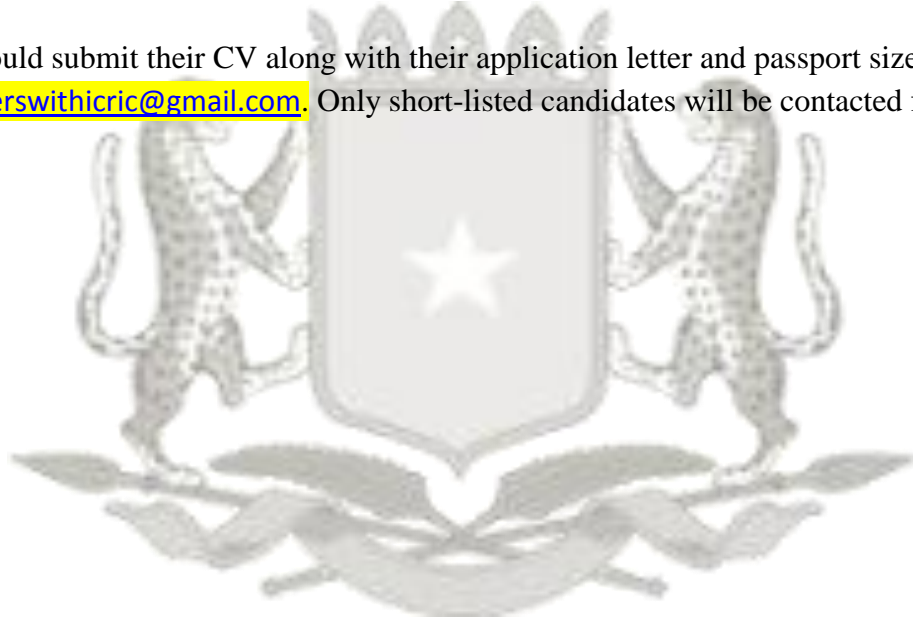 ould submit their CV along with their application letter and passport size
erswithicric@gmail.com. Only short-listed candidates will be contacted f